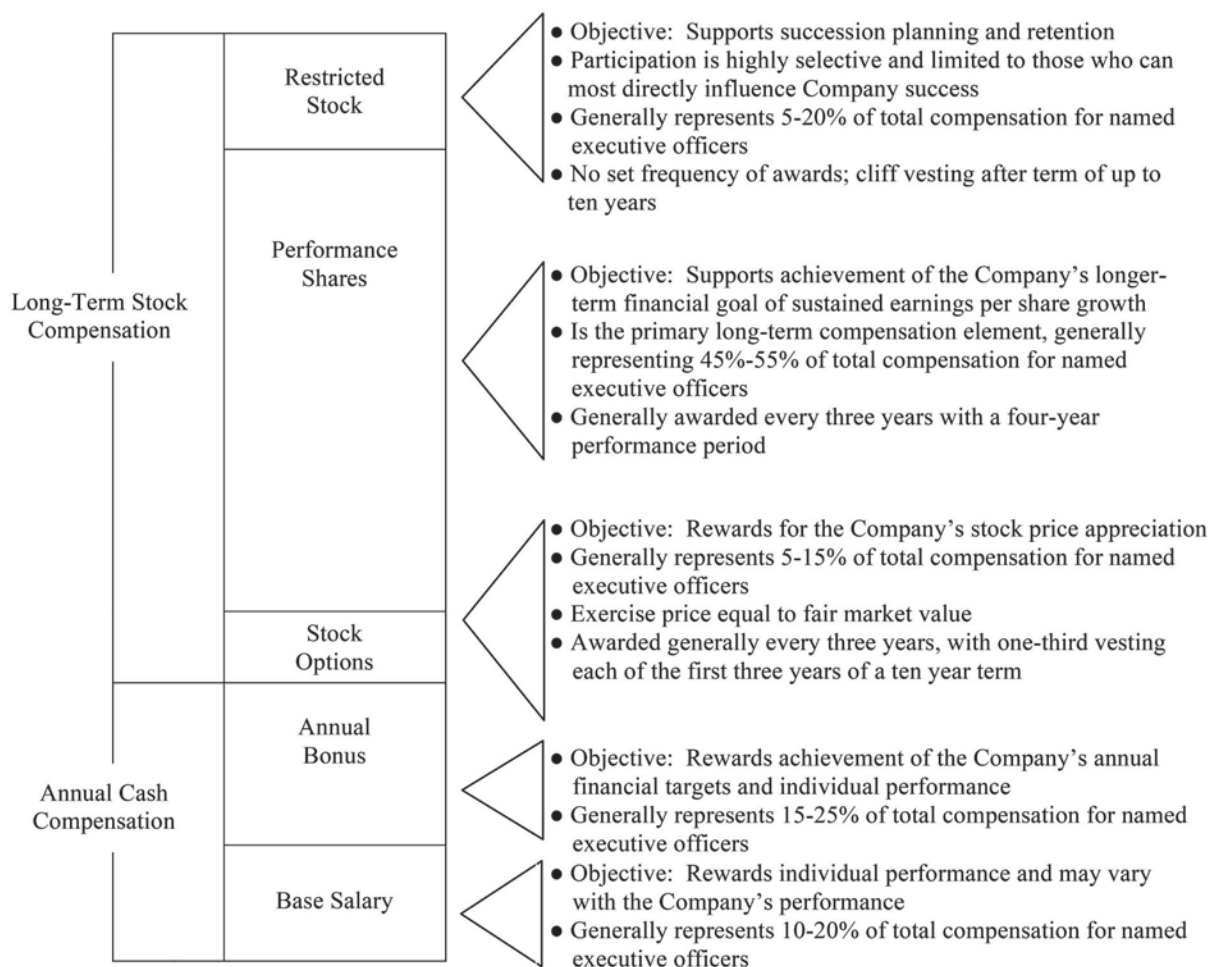 Long-Term Stock
Compensation
Restricted
Stock
● Objective: Supports succession planning and retention
● Participation is highly selective and limited to those who can
most directly influence Company success
● Generally represents 5-20% of total compensation for named
executive officers
● No set frequency of awards; cliff vesting after term of up to
ten years
Performance
Shares
● Objective: Supports achievement of the Company’s longer-
term financial goal of sustained earnings per share growth
● Is the primary long-term compensation element, generally
representing 45%-55% of total compensation for named
executive officers
● Generally awarded every three years with a four-year
performance period
Stock
Options
● Objective: Rewards for the Company’s stock price appreciation
● Generally represents 5-15% of total compensation for named
executive officers
● Exercise price equal to fair market value
● Awarded generally every three years, with one-third vesting
each of the first three years of a ten year term
Annual Cash
Compensation
Annual
Bonus
● Objective: Rewards achievement of the Company’s annual
financial targets and individual performance
● Generally represents 15-25% of total compensation for named
executive officers
Base Salary
● Objective: Rewards individual performance and may vary
with the Company’s performance
● Generally represents 10-20% of total compensation for named
executive officers